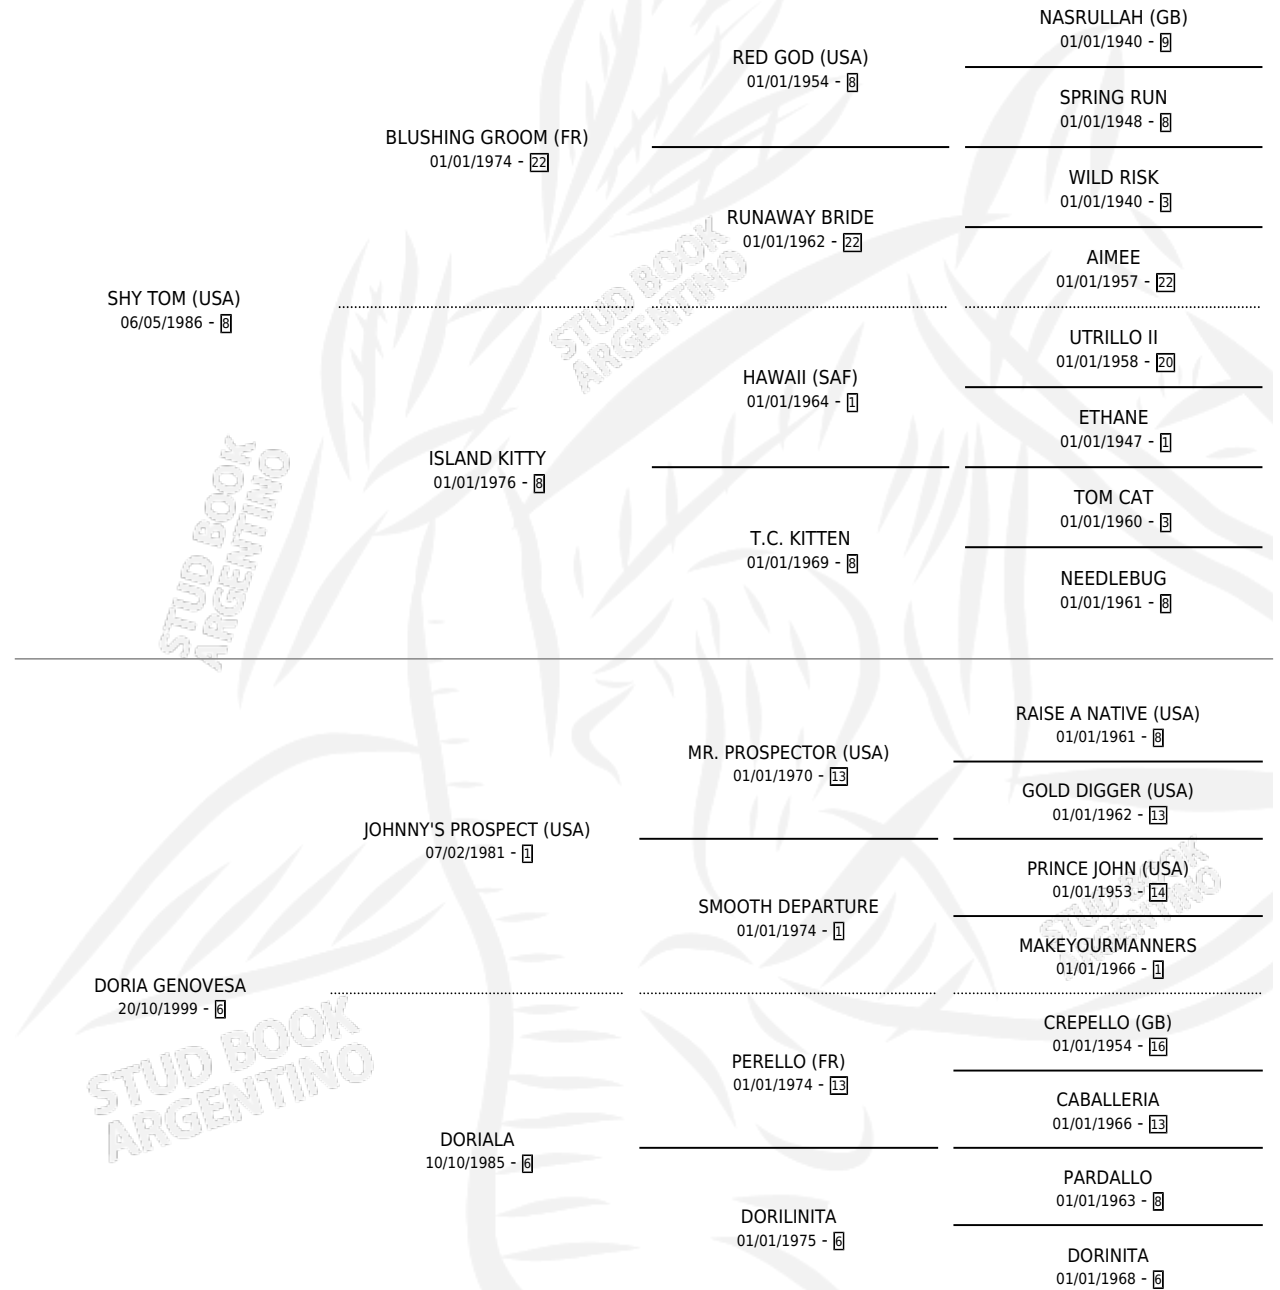 NASRULLAH (GB)
01/01/1940 - 9
RED GOD (USA)
01/01/1954 - 8
SPRING RUN
01/01/1948 - 8
BLUSHING GROOM (FR)
01/01/1974 - 22
WILD RISK
01/01/1940 - 3
RUNAWAY BRIDE
01/01/1962 - 22
AIMEE
01/01/1957 - 22
SHY TOM (USA)
06/05/1986 - 8
STUD BOOK
ARGENTINO
UTRILLO II
01/01/1958 - 20
HAWAII (SAF)
01/01/1964 - 1
ETHANE
01/01/1947 - 1
ISLAND KITTY
01/01/1976 - 8
TOM CAT
01/01/1960 - 3
T.C. KITTEN
01/01/1969 - 8
NEEDLEBUG
01/01/1961 - 8
STUD BOOK
ARGENTINO
RAISE A NATIVE (USA)
01/01/1961 - 8
MR. PROSPECTOR (USA)
01/01/1970 - 13
GOLD DIGGER (USA)
01/01/1962 - 13
JOHNNY'S PROSPECT (USA)
07/02/1981 - 1
PRINCE JOHN (USA)
01/01/1953 - 14
SMOOTH DEPARTURE
01/01/1974 - 1
STUD BOOK
ARGENTINO
MAKEYOURMANNERS
01/01/1966 - 1
DORIA GENOVESA
20/10/1999 - 6
STUD BOOK
ARGENTINO
CREPELLO (GB)
01/01/1954 - 16
PERELLO (FR)
01/01/1974 - 13
CABALLERIA
01/01/1966 - 13
DORIALA
10/10/1985 - 6
PARDALLO
01/01/1963 - 8
DORILINITA
01/01/1975 - 6
DORINITA
01/01/1968 - 6